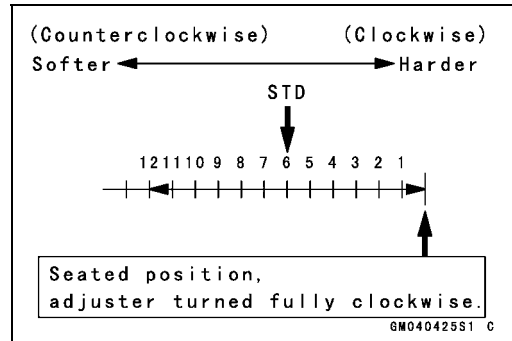 (Counterclockwise) (Clockwise)
Softer Harder
STD
12 11 10 9 8 7 6 5 4 3 2 1
Seated position,
adjuster turned fully clockwise.
GM040425S1 C